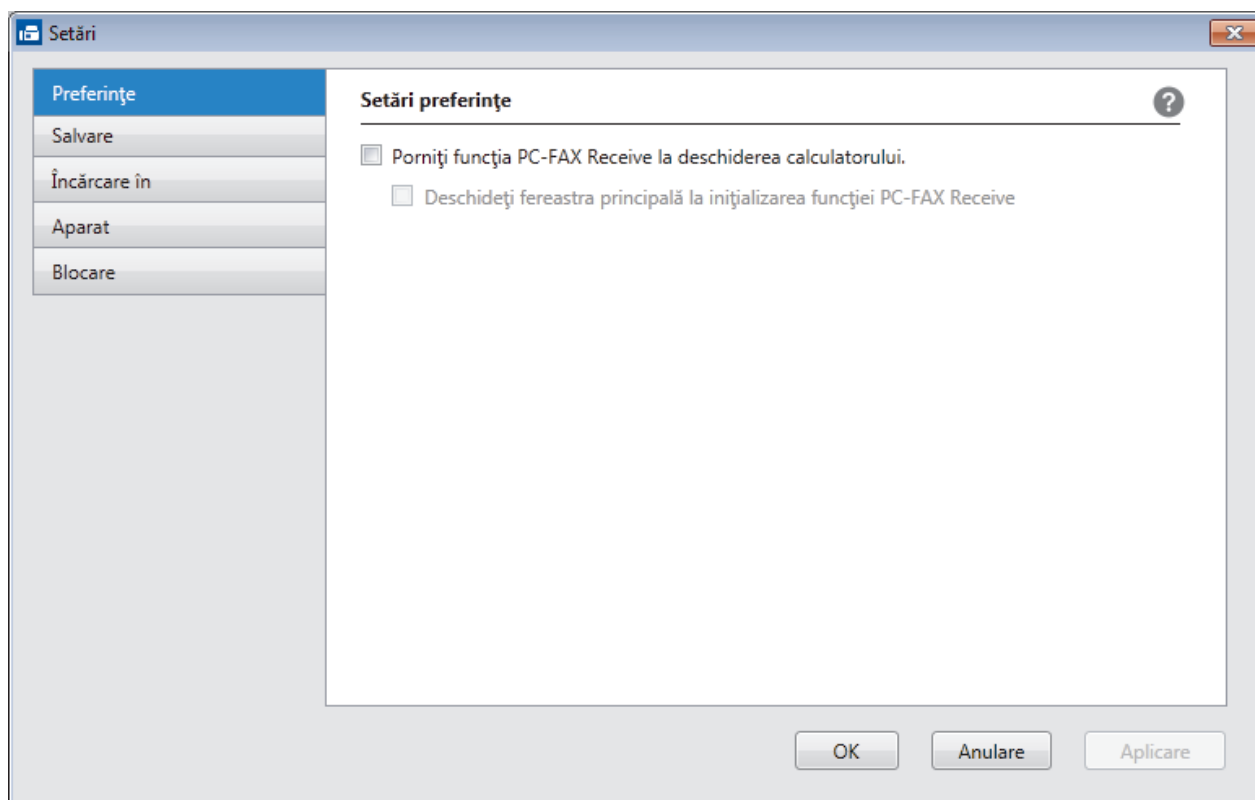 Setări
Preferinţe
Salvare
Încărcare în
Aparat
Blocare
Setări preferinţe
?
Porniţi funcţia PC-FAX Receive la deschiderea calculatorului.
Deschideţi fereastra principală la iniţializarea funcţiei PC-FAX Receive
OK
Anulare
Aplicare